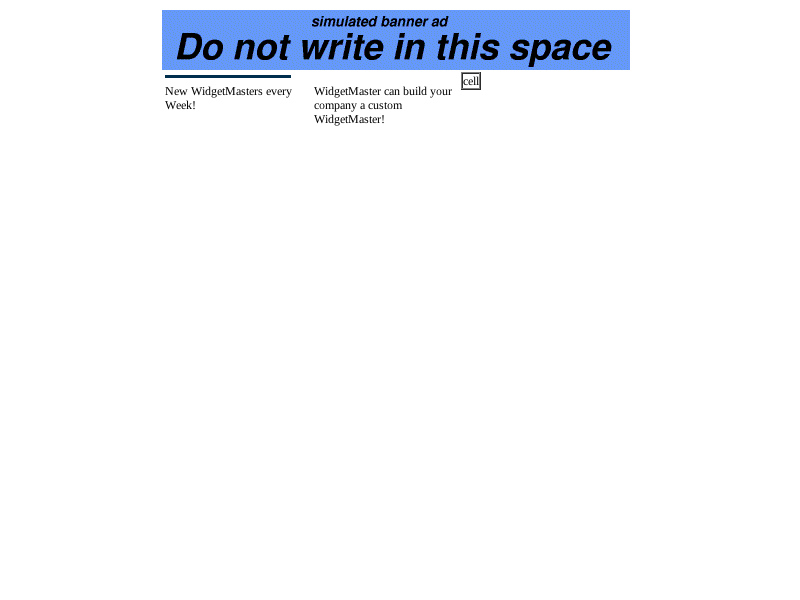 simulated banner ad
Do not write in this space
New WidgetMasters every
Week!
WidgetMaster can build your
company a custom
WidgetMaster!
cell